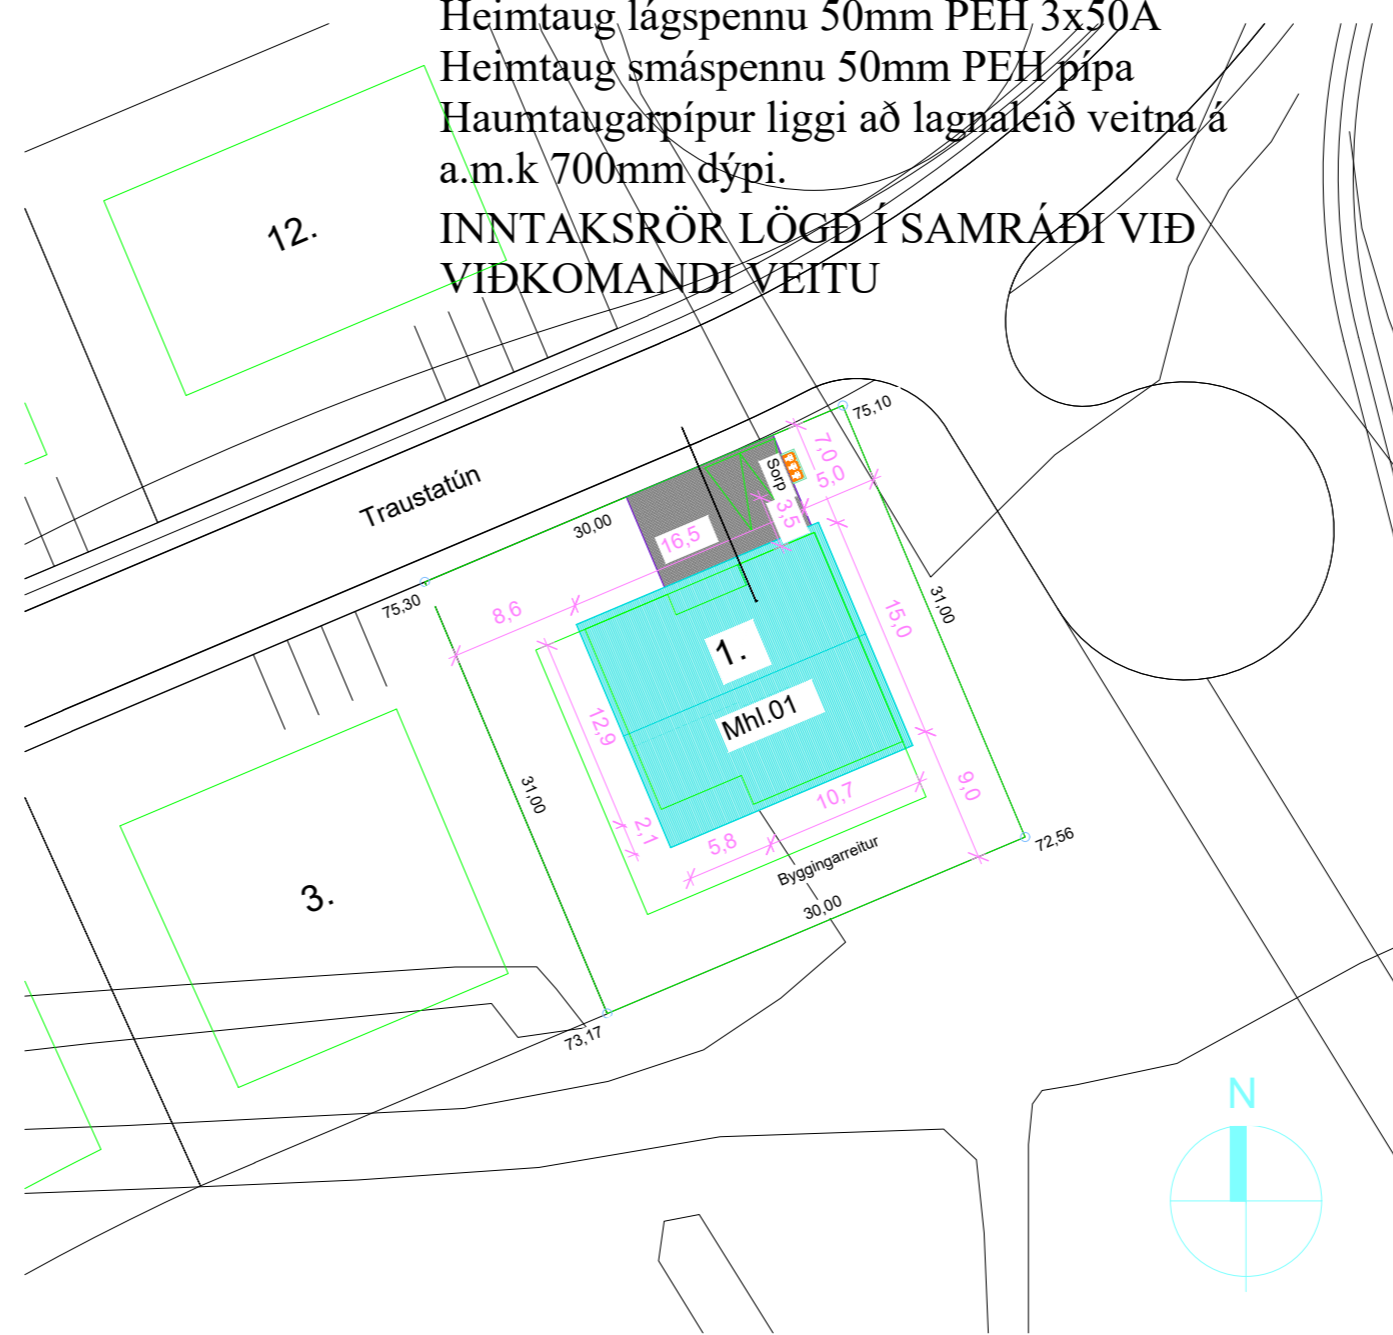 Heimtaug lágspennu 50mm PEH 3x50A
Heimtaug smáspennu 50mm PEH pípa
Haumtaugarpípur liggi að lagnaleið veitna á
a.m.k 700mm dýpi.
INNTAKSRÖR LÖGÐ Í SAMRÁÐI VIÐ
VIÐKOMANDI VEITU
12.
Traustatún
75,10
7,0
Sorp
5,0
3,5
30,00
16,5
75,30
8,6
31,00
15,0
1.
Mhl.01
12,9
31,00
2,1
5,8
10,7
9,0
Byggingarreitur
72,56
30,00
3.
73,17
N